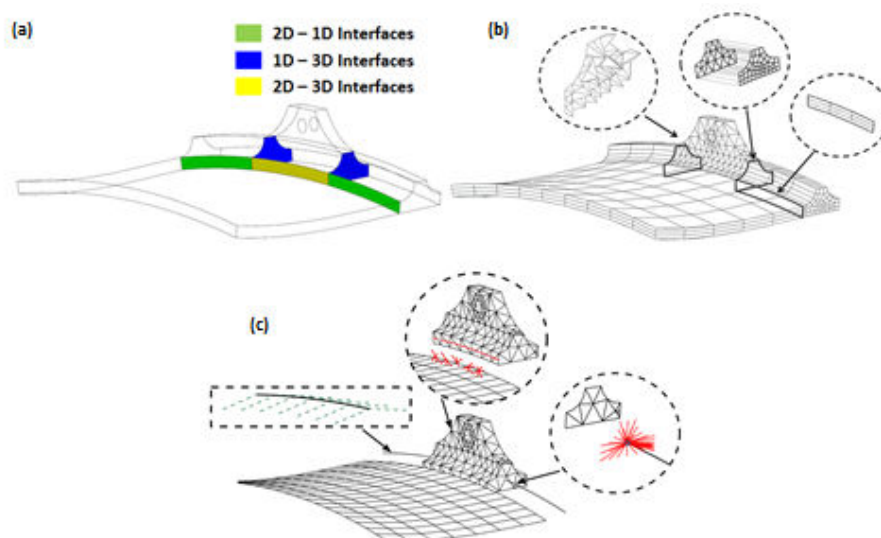 (a)
2D – 1D Interfaces
1D – 3D Interfaces
2D – 3D Interfaces
(b)
(c)